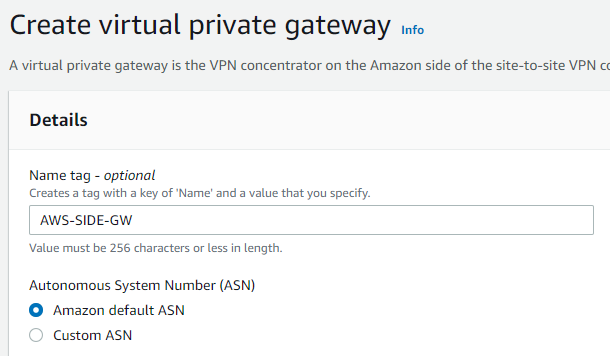 Create virtual private gateway Info
A virtual private gateway is the VPN concentrator on the Amazon side of the site-to-site VPN
Details
Name tag - optional
Creates a tag with a key of 'Name' and a value that you specify.
AWS-SIDE-GW
Value must be 256 characters or less in length.
Autonomous System Number (ASN)
Amazon default ASN
Custom ASN